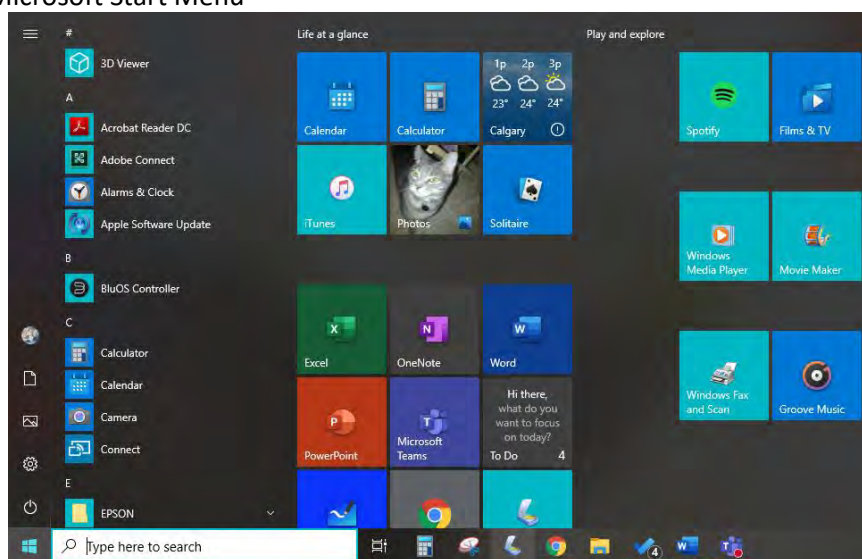 Microsoft Start Menu
#
3D Viewer
A
Acrobat Reader DC
Adobe Connect
Alarms & Clock
Apple Software Update
B
BluOS Controller
C
Calculator
Calendar
Camera
Connect
E
EPSON
Life at a glance
Calendar
Calculator
1p 2p 3p
23° 24° 24°
Calgary
iTunes
Photos
Solitaire
Excel
OneNote
Word
PowerPoint
Microsoft
Teams
Hi there,
what do you
want to focus
on today?
To Do 4
Play and explore
Spotify
Films & TV
Windows
Media Player
Movie Maker
Windows Fax
and Scan
Groove Music
Type here to search
4